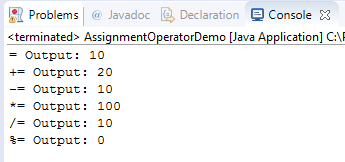 Problems @ Javadoc Declaration Console
<terminated> AssignmentOperatorDemo [Java Application] C:\
= Output: 10
+= Output: 20
-= Output: 10
*= Output: 100
/= Output: 10
%= Output: 0